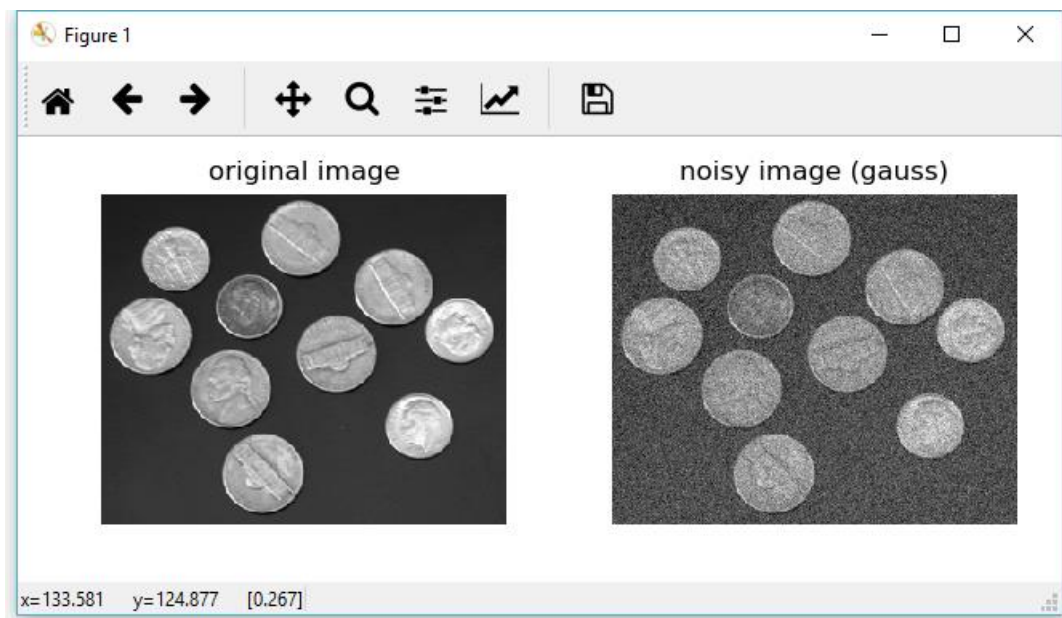 Figure 1
original image
noisy image (gauss)
x=133.581 y=124.877 [0.267]